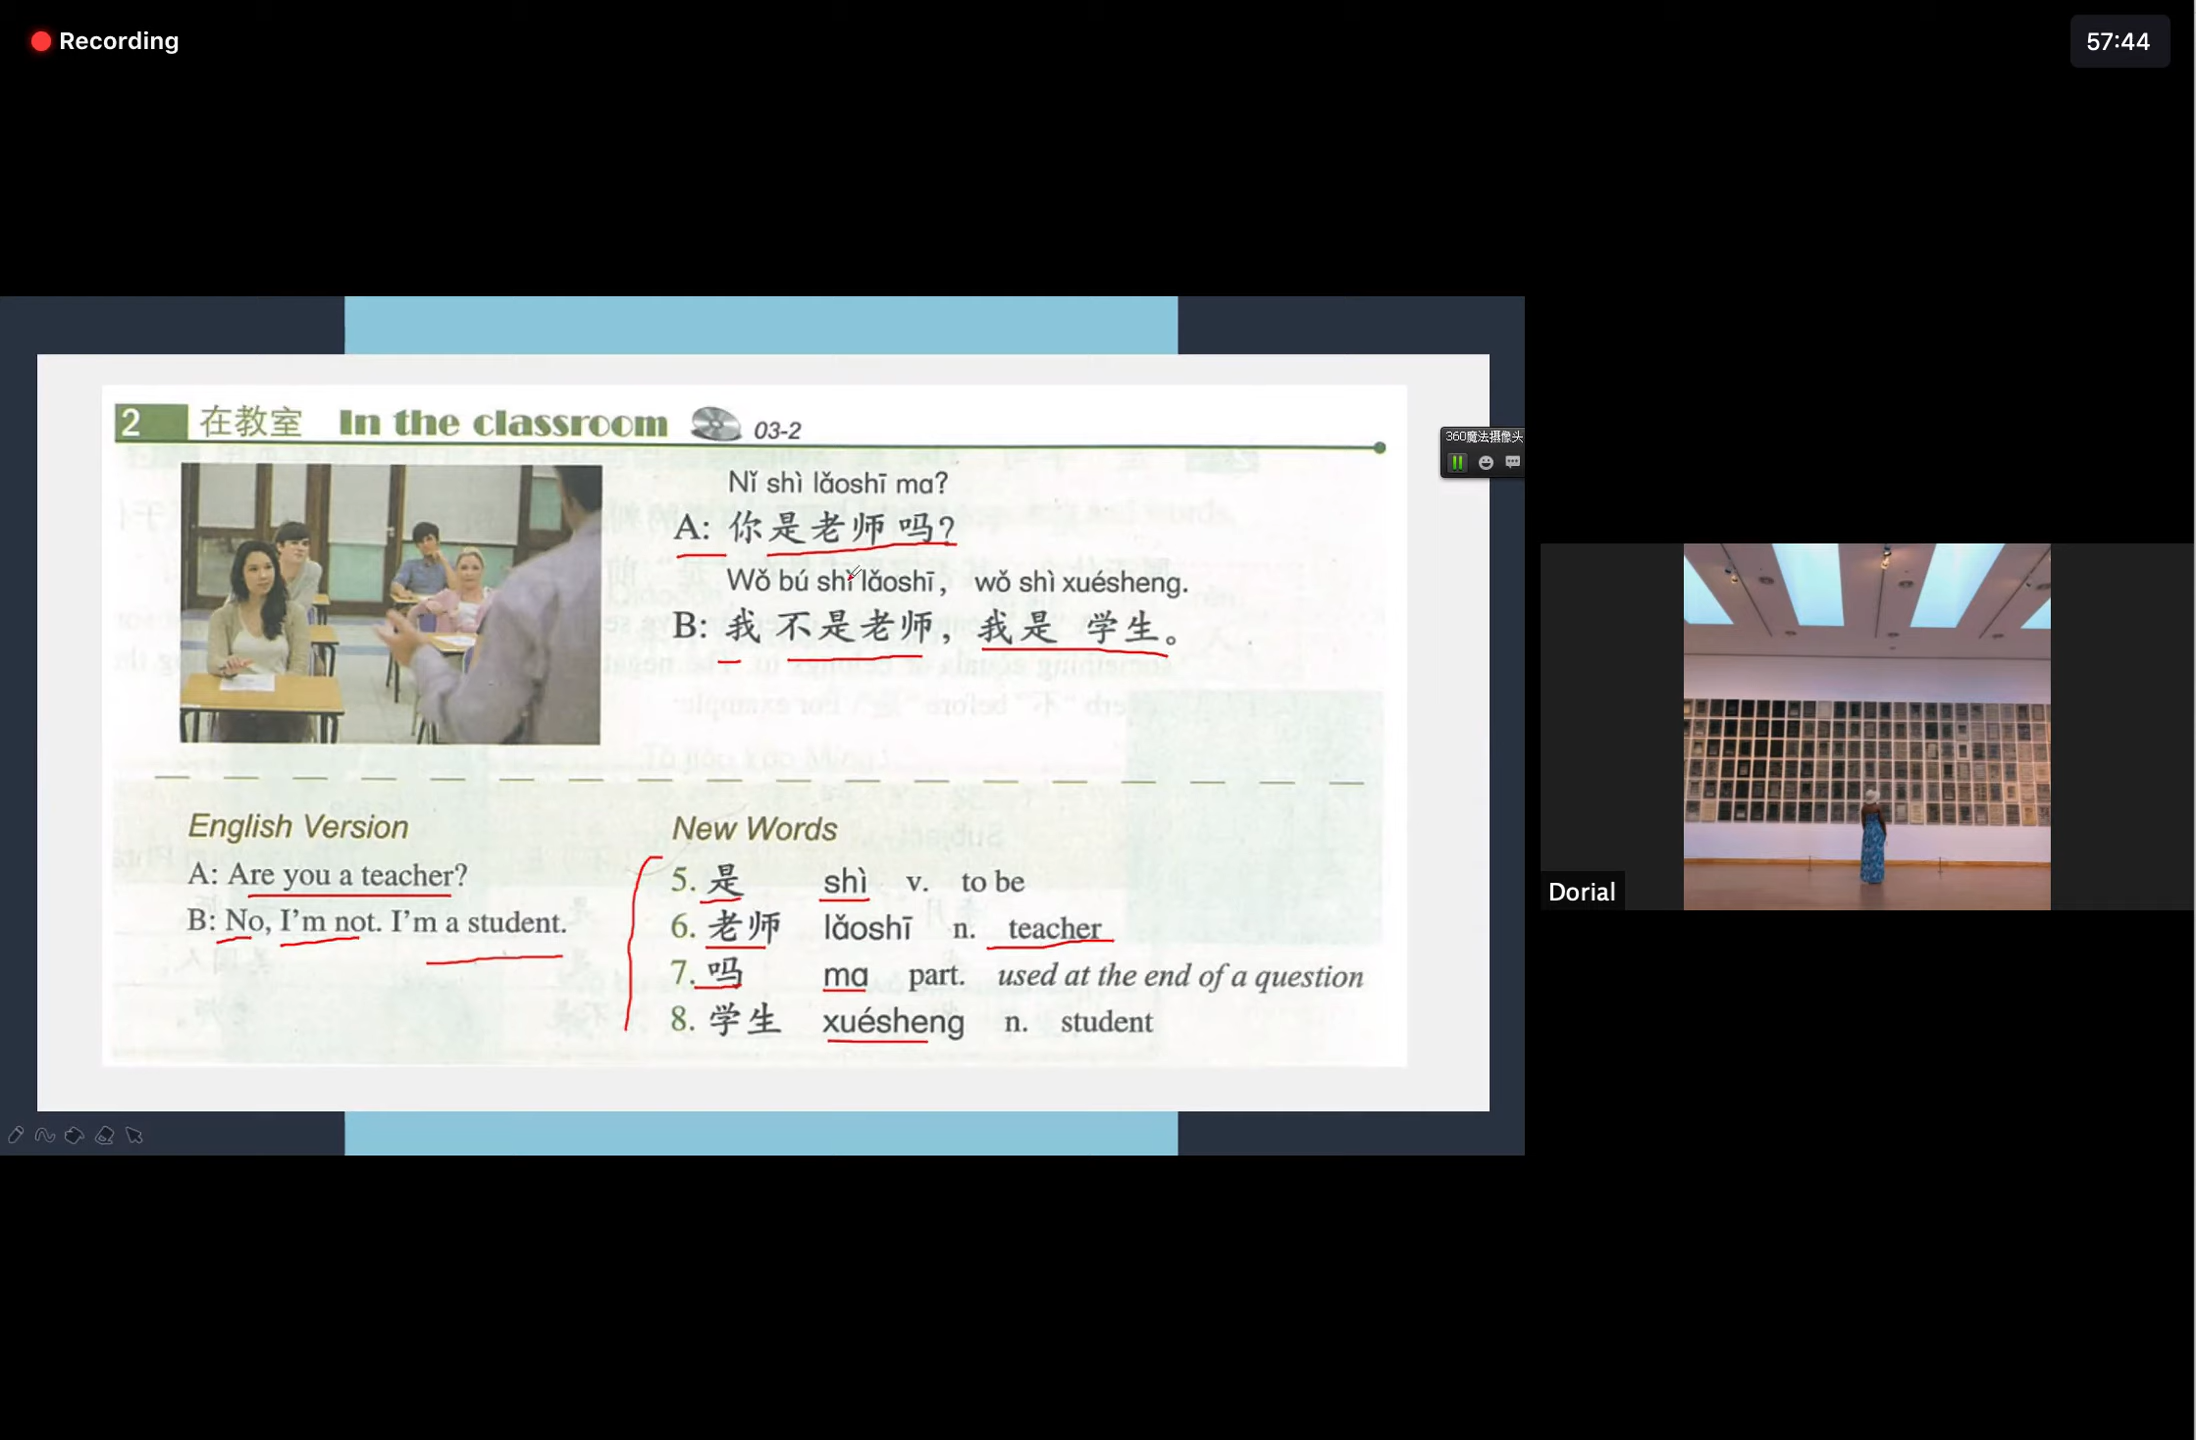 Recording
57:44
2 在教室 In the classroom 03-2
360魔法摄像头
Nǐ shì lǎoshī ma?
A: 你是老师吗?
Wǒ bú shì lǎoshī, wǒ shì xuésheng.
B: 我不是老师, 我是 学生。
English Version
A: Are you a teacher?
B: No, I'm not. I'm a student.
New Words
5. 是 shì v. to be
6. 老师 lǎoshī n. teacher
7. 吗 ma part. used at the end of a question
8. 学生 xuésheng n. student
Dorial